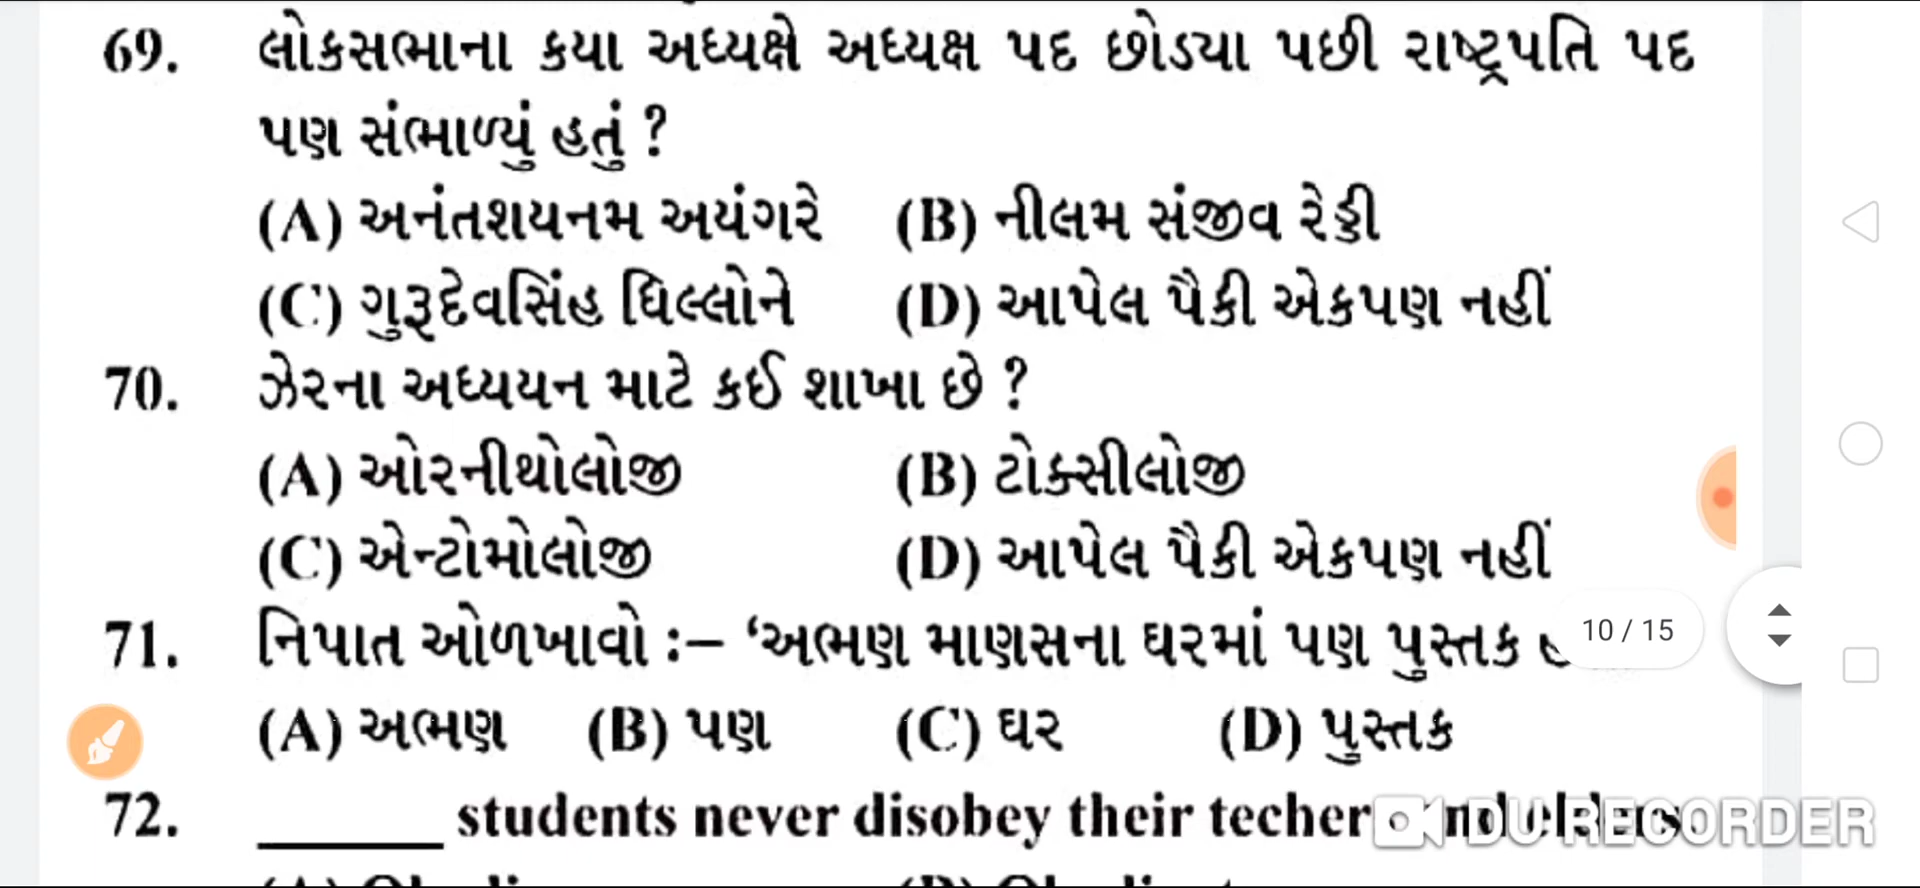 69. લોકસભાના કયા અધ્યક્ષે અધ્યક્ષ પદ છોડયા પછી રાષ્ટ્રપતિ પદ
પણ સંભાળ્યું હતું ?
(A) અનંતશયનમ અયંગરે (B) નીલમ સંજીવ રેડ્ડી
(C) ગુરૂદેવસિંહ ધિલ્લોને (D) આપેલ પૈકી એકપણ નહીં
70. ઝેરના અધ્યયન માટે કઈ શાખા છે ?
(A) ઓરનીથોલોજી (B) ટોક્સીલોજી
(C) એન્ટોમોલોજી (D) આપેલ પૈકી એકપણ નહીં
71. નિપાત ઓળખાવો :– ‘અભણ માણસના ઘરમાં પણ પુસ્તક
10 / 15
(A) અભણ (B) પણ (C) ઘર (D) પુસ્તક
72. ______ students never disobey their techer
DU RECORDER